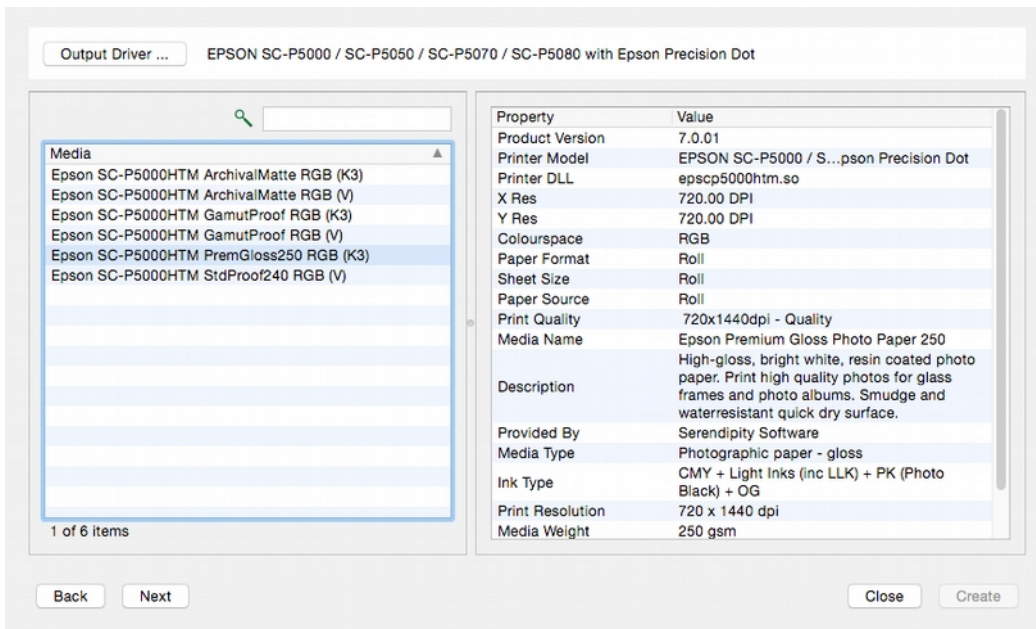 Output Driver ... EPSON SC-P5000 / SC-P5050 / SC-P5070 / SC-P5080 with Epson Precision Dot
Media
Epson SC-P5000HTM ArchivalMatte RGB (K3)
Epson SC-P5000HTM ArchivalMatte RGB (V)
Epson SC-P5000HTM GamutProof RGB (K3)
Epson SC-P5000HTM GamutProof RGB (V)
Epson SC-P5000HTM PremGloss250 RGB (K3)
Epson SC-P5000HTM StdProof240 RGB (V)
1 of 6 items
Property Value
Product Version 7.0.01
Printer Model EPSON SC-P5000 / S...pson Precision Dot
Printer DLL epscp5000htm.so
X Res 720.00 DPI
Y Res 720.00 DPI
Colourspace RGB
Paper Format Roll
Sheet Size Roll
Paper Source Roll
Print Quality 720x1440dpi - Quality
Media Name Epson Premium Gloss Photo Paper 250
Description High-gloss, bright white, resin coated photo
paper. Print high quality photos for glass
frames and photo albums. Smudge and
waterresistant quick dry surface.
Provided By Serendipity Software
Media Type Photographic paper - gloss
Ink Type CMY + Light Inks (inc LLK) + PK (Photo
Black) + OG
Print Resolution 720 x 1440 dpi
Media Weight 250 gsm
Back Next Close Create